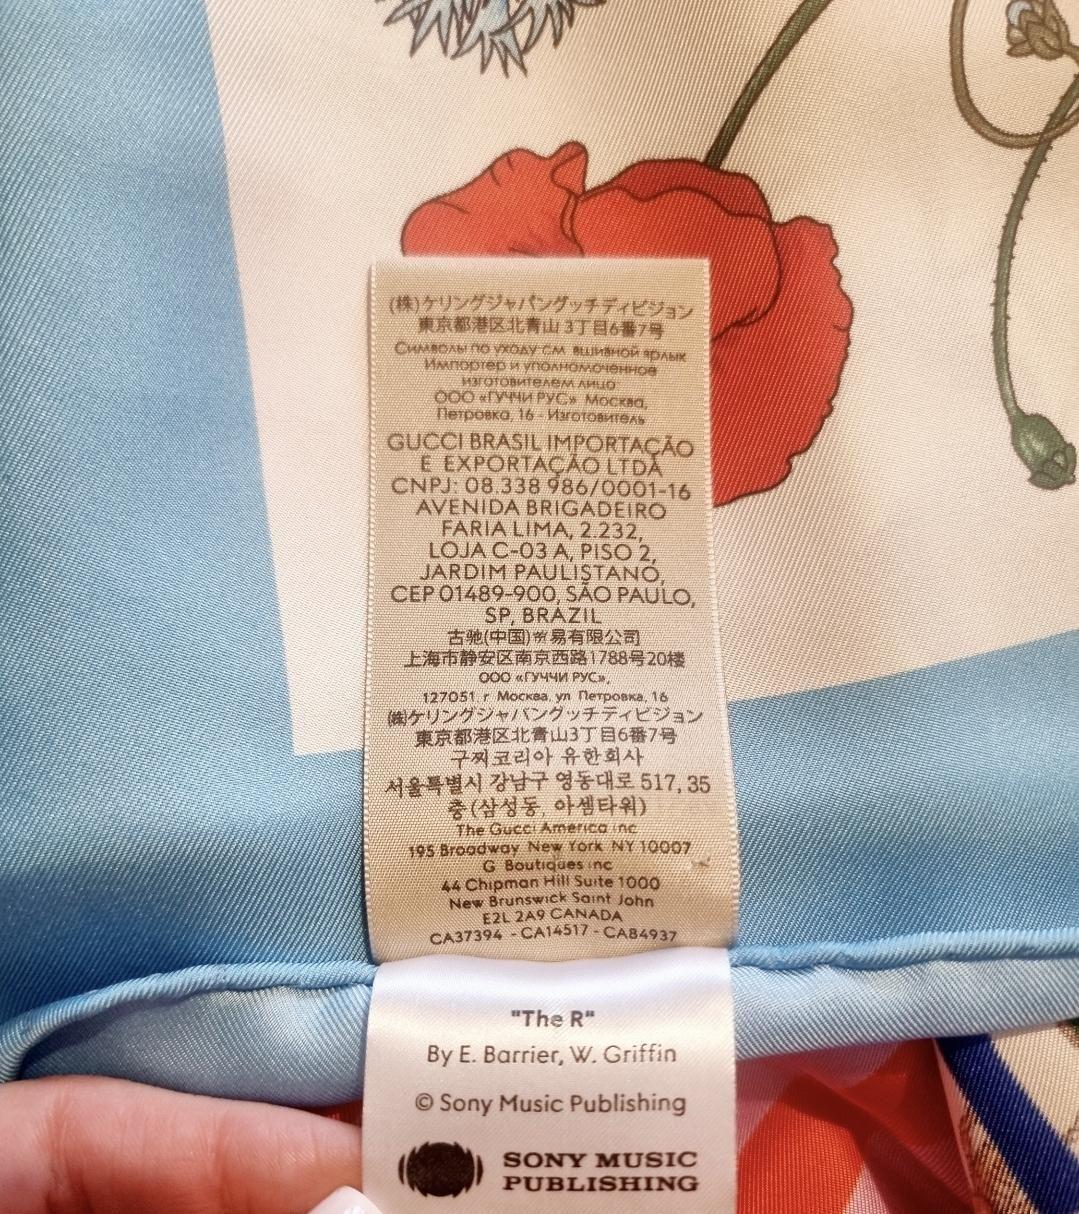 (株)ケリングジャパングッチディビジョン
東京都港区北青山3丁目6番7号
Символы по уходу см. вшивной ярлык
Импортер и уполномоченное
изготовителем лицо:
ООО «ГУЧЧИ РУС» Москва,
Петровка, 16 - Изготовитель
GUCCI BRASIL IMPORTAÇÃO
E EXPORTAÇÃO LTDA
CNPJ: 08.338.986/0001-16
AVENIDA BRIGADEIRO
FARIA LIMA, 2.232,
LOJA C-03 A, PISO 2,
JARDIM PAULISTANO,
CEP 01489-900, SÃO PAULO,
SP, BRAZIL
古驰(中国)贸易有限公司
上海市静安区南京西路1788号20楼
ООО «ГУЧЧИ РУС»,
127051, г. Москва, ул. Петровка, 16
(株)ケリングジャパングッチディビジョン
東京都港区北青山3丁目6番7号
구찌코리아 유한회사
서울특별시 강남구 영동대로 517, 35
층 (삼성동, 아셈타워)
The Gucci America inc
195 Broadway New York NY 10007
G Boutiques inc
44 Chipman Hill Suite 1000
New Brunswick Saint John
E2L 2A9 CANADA
CA37394 - CA14517 - CA84937
"The R"
By E. Barrier, W. Griffin
© Sony Music Publishing
SONY MUSIC
PUBLISHING